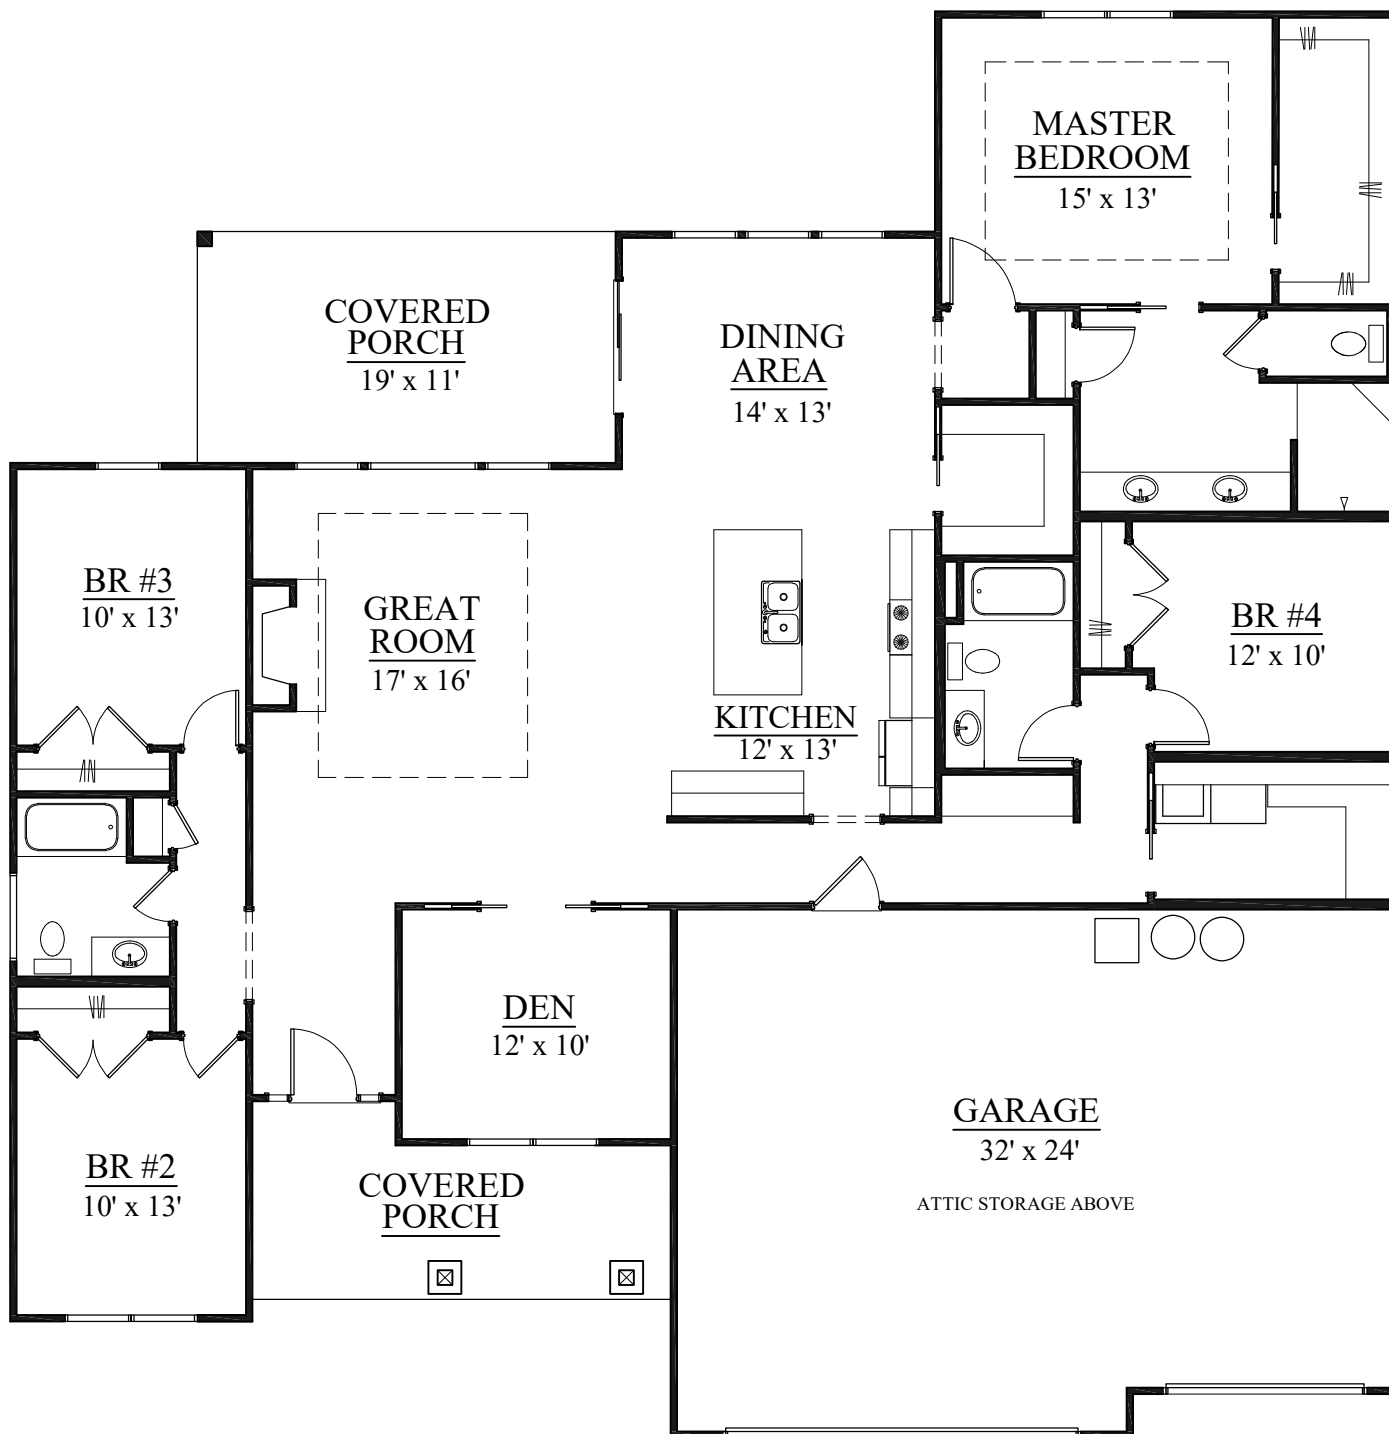 MASTER
BEDROOM
15' x 13'
COVERED
PORCH
19' x 11'
DINING
AREA
14' x 13'
BR #3
10' x 13'
GREAT
ROOM
17' x 16'
BR #4
12' x 10'
KITCHEN
12' x 13'
DEN
12' x 10'
BR #2
10' x 13'
COVERED
PORCH
GARAGE
32' x 24'
ATTIC STORAGE ABOVE